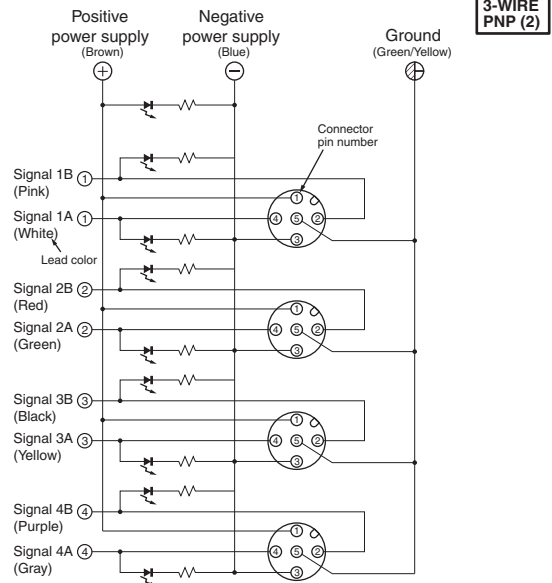 3-WIRE
PNP (2)
Positive
power supply
(Brown)
+
Negative
power supply
(Blue)
−
Ground
(Green/Yellow)
Connector
pin number
Signal 1B 1
(Pink)
1
Signal 1A 1
(White)
4 5 2
3
Lead color
Signal 2B 2
(Red)
1
Signal 2A 2
(Green)
4 5 2
3
Signal 3B 3
(Black)
1
Signal 3A 3
(Yellow)
4 5 2
3
Signal 4B 4
(Purple)
1
Signal 4A 4
(Gray)
4 5 2
3